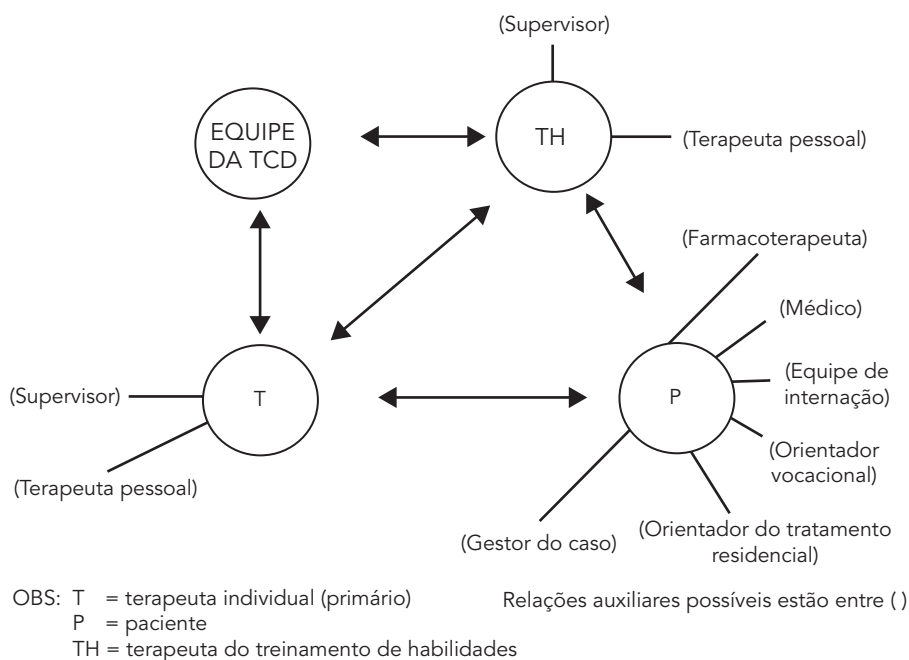 (Supervisor)
EQUIPE
DA TCD
TH
(Terapeuta pessoal)
(Farmacoterapeuta)
(Médico)
(Equipe de
internação)
(Supervisor)
T
P
(Orientador
vocacional)
(Terapeuta pessoal)
(Gestor do caso)
(Orientador do tratamento
residencial)
OBS: T = terapeuta individual (primário)
Relações auxiliares possíveis estão entre ( )
P = paciente
TH = terapeuta do treinamento de habilidades